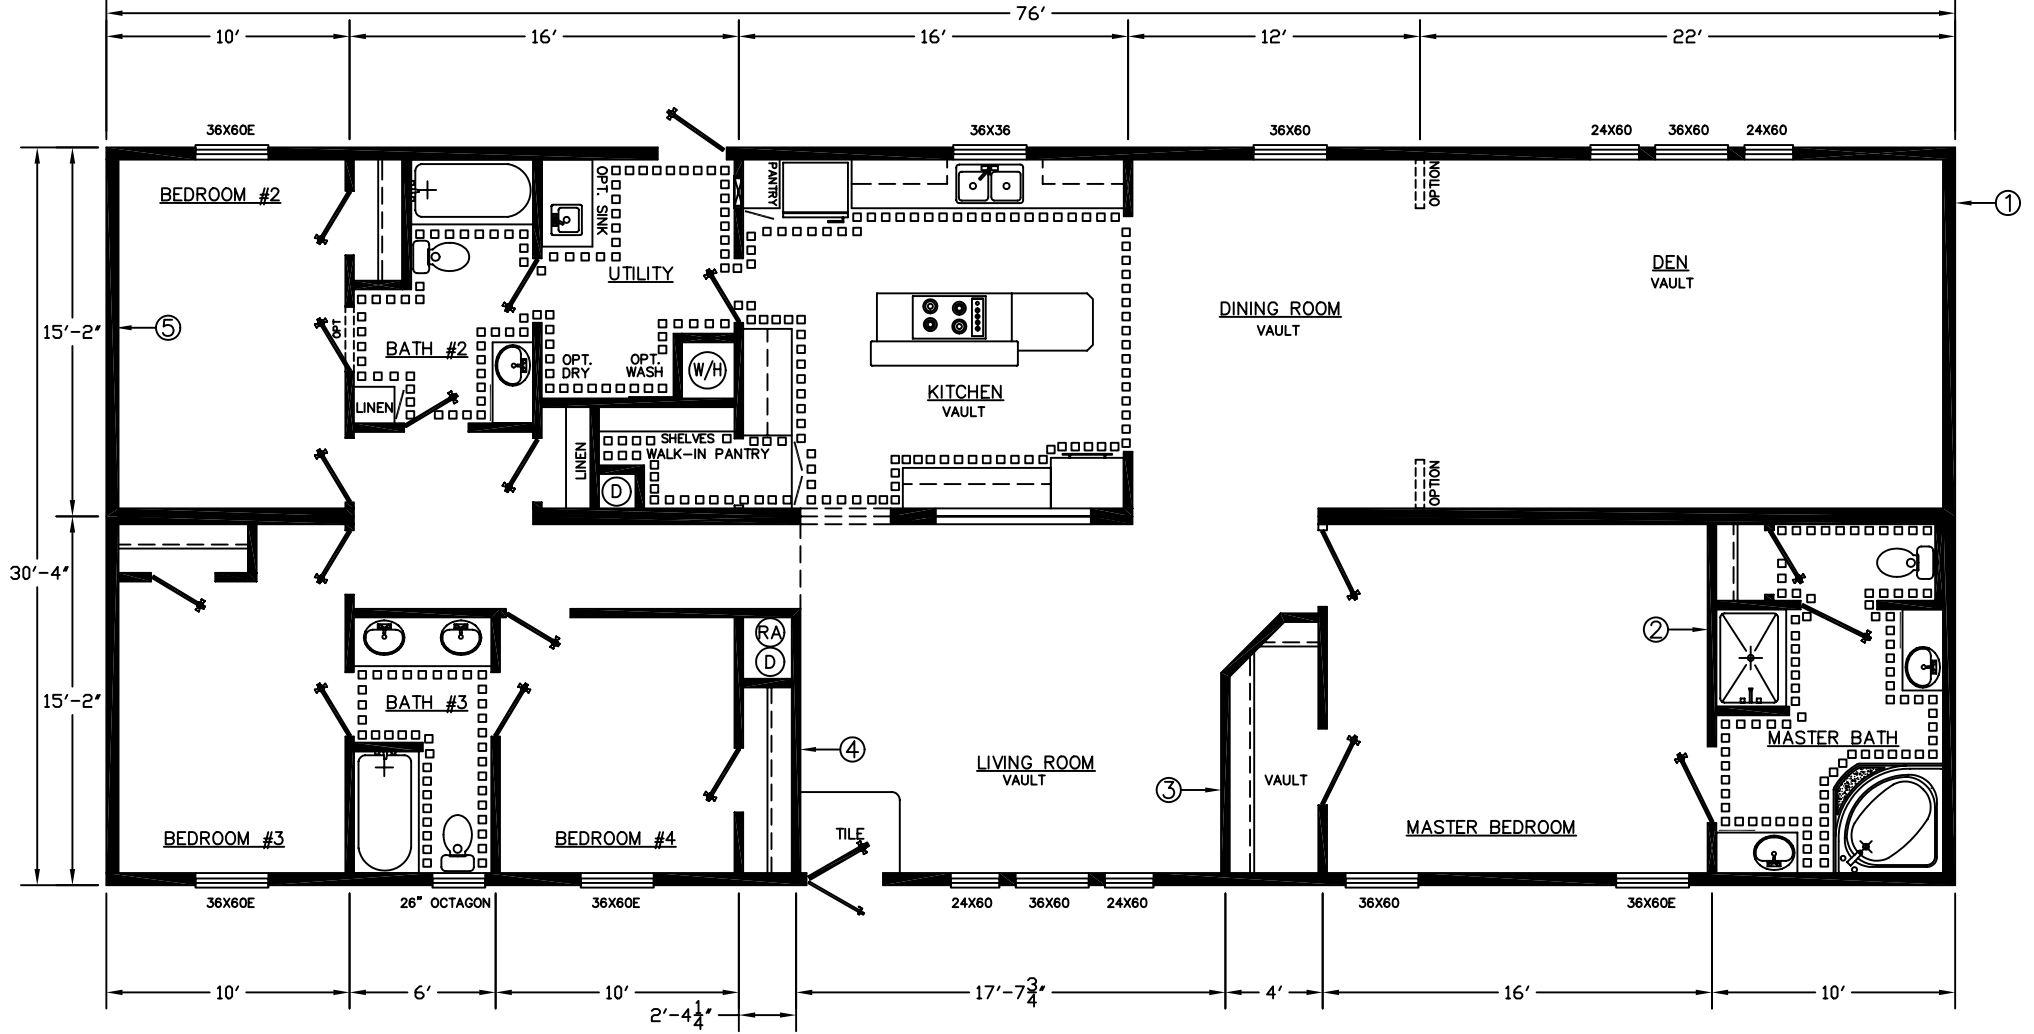 76'
10'
16'
16'
12'
22'
36X60E
36X36
36X60
24X60
36X60
24X60
BEDROOM #2
OPT. SINK
PANTRY
OPTION
1
UTILITY
DEN
VAULT
DINING ROOM
VAULT
15'-2"
5
OPT
BATH #2
OPT. DRY
OPT. WASH
W/H
KITCHEN
VAULT
LINEN
LINEN
SHELVES
WALK-IN PANTRY
D
OPTION
30'-4"
RA
D
2
15'-2"
BATH #3
MASTER BATH
4
LIVING ROOM
VAULT
3
VAULT
BEDROOM #3
BEDROOM #4
TILE
MASTER BEDROOM
36X60E
26" OCTAGON
36X60E
24X60
36X60
24X60
36X60
36X60E
10'
6'
10'
2'-4 1/4"
17'-7 3/4"
4'
16'
10'